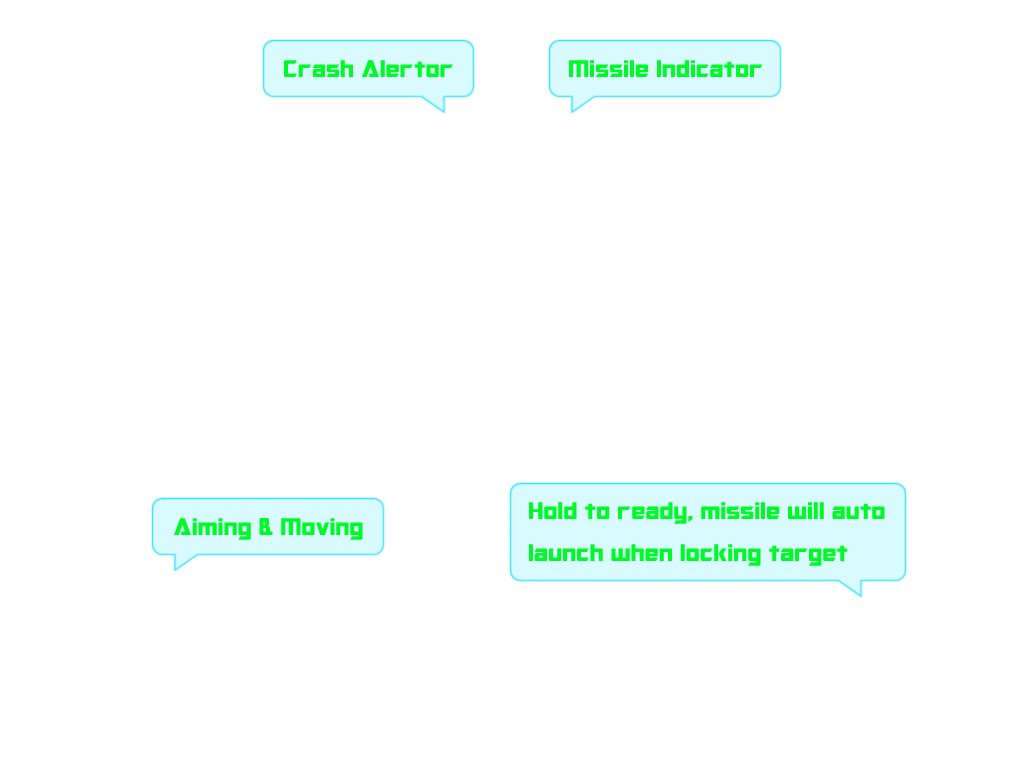 Crash Alertor
Missile Indicator
Aiming & Moving
Hold to ready, missile will auto
launch when locking target